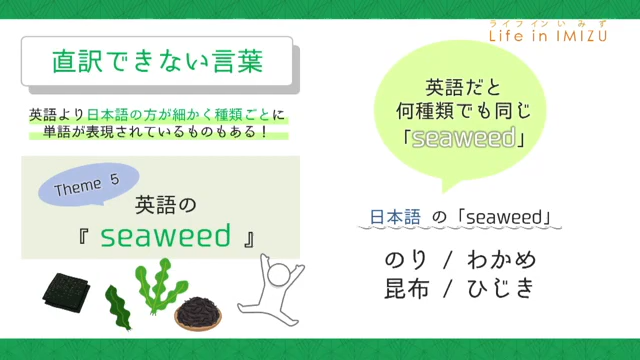 ライフインいみず
Life in IMIZU
直訳できない言葉
英語より日本語の方が細かく種類ごとに
単語が表現されているものもある！
Theme 5
英語の
『 seaweed 』
英語だと
何種類でも同じ
「seaweed」
日本語 の「seaweed」
のり / わかめ
昆布 / ひじき